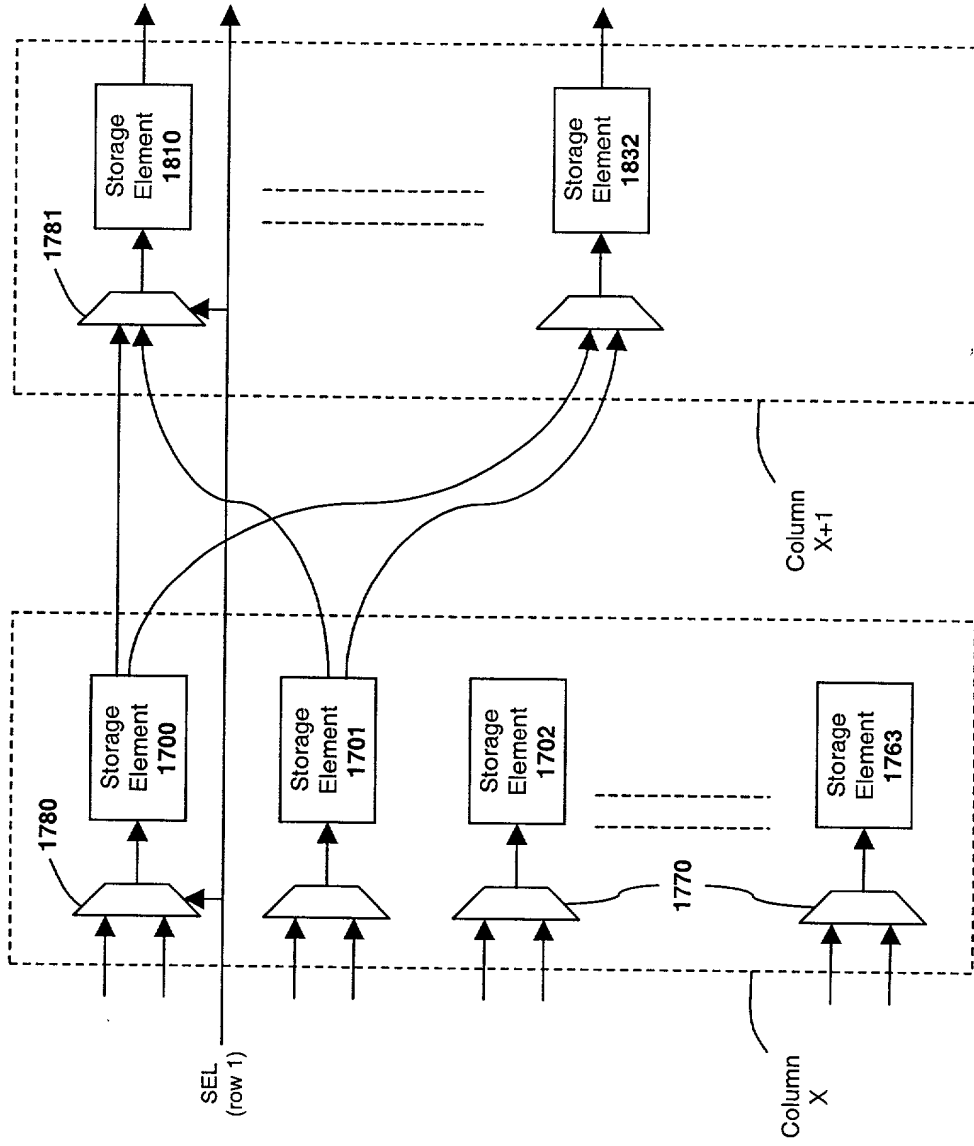 1781
Storage
Element
1810
Storage
Element
1832
Column
X+1
1780
Storage
Element
1700
Storage
Element
1701
Storage
Element
1702
Storage
Element
1763
1770
SEL
(row 1)
Column
X